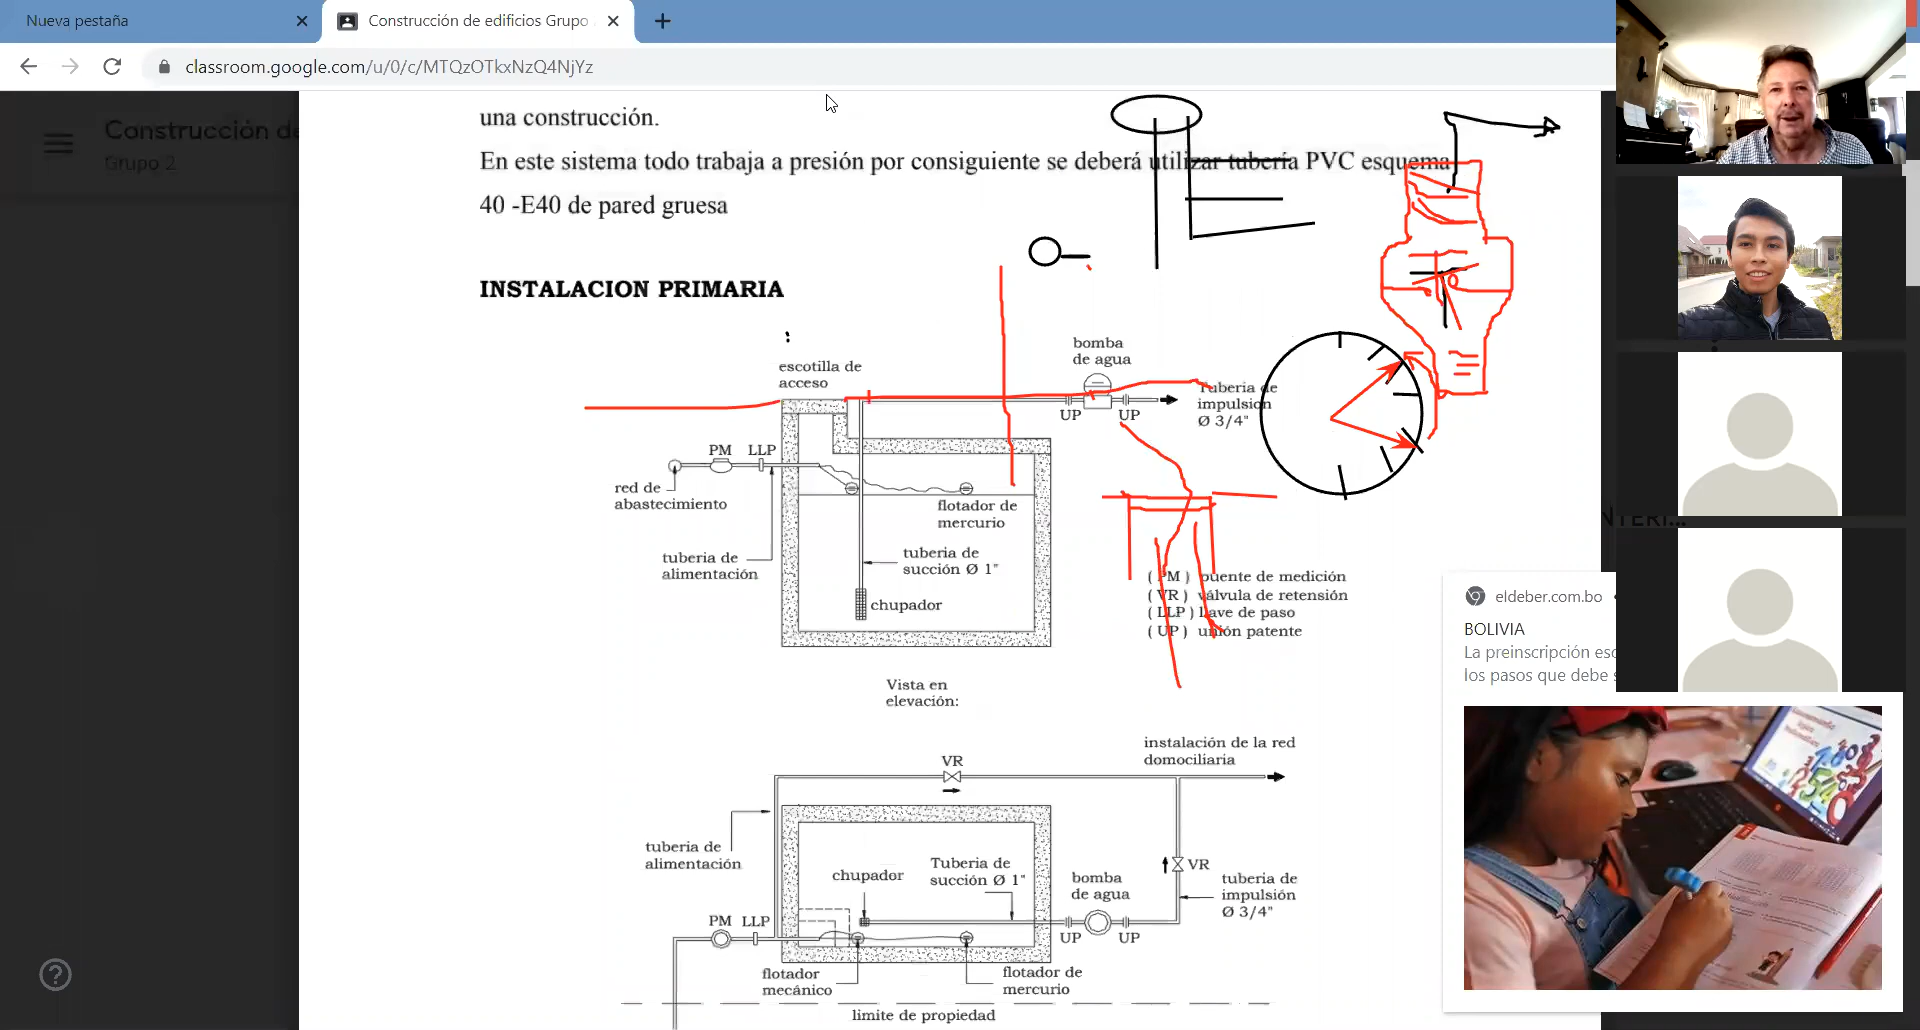 Nueva pestaña
Construcción de edificios Grupo
classroom.google.com/u/0/c/MTQzOTkxNzQ4NjYz
Construcción de
Grupo 2
una construcción.
En este sistema todo trabaja a presión por consiguiente se deberá utilizar tubería PVC esquema
40 -E40 de pared gruesa
INSTALACION PRIMARIA
escotilla de
acceso
bomba
de agua
UP
UP
Tuberia de
impulsion
Ø 3/4"
PM
LLP
red de
abastecimiento
flotador de
mercurio
tuberia de
alimentación
tuberia de
succión Ø 1"
chupador
( PM ) puente de medición
( VR ) válvula de retensión
( LLP ) llave de paso
( UP ) unión patente
Vista en
elevación:
VR
instalación de la red
domociliaria
tuberia de
alimentación
chupador
Tuberia de
succión Ø 1"
bomba
de agua
VR
tuberia de
impulsión
Ø 3/4"
PM
LLP
UP
UP
flotador
mecánico
flotador de
mercurio
limite de propiedad
eldeber.com.bo
BOLIVIA
La preinscripción esc
los pasos que debe s